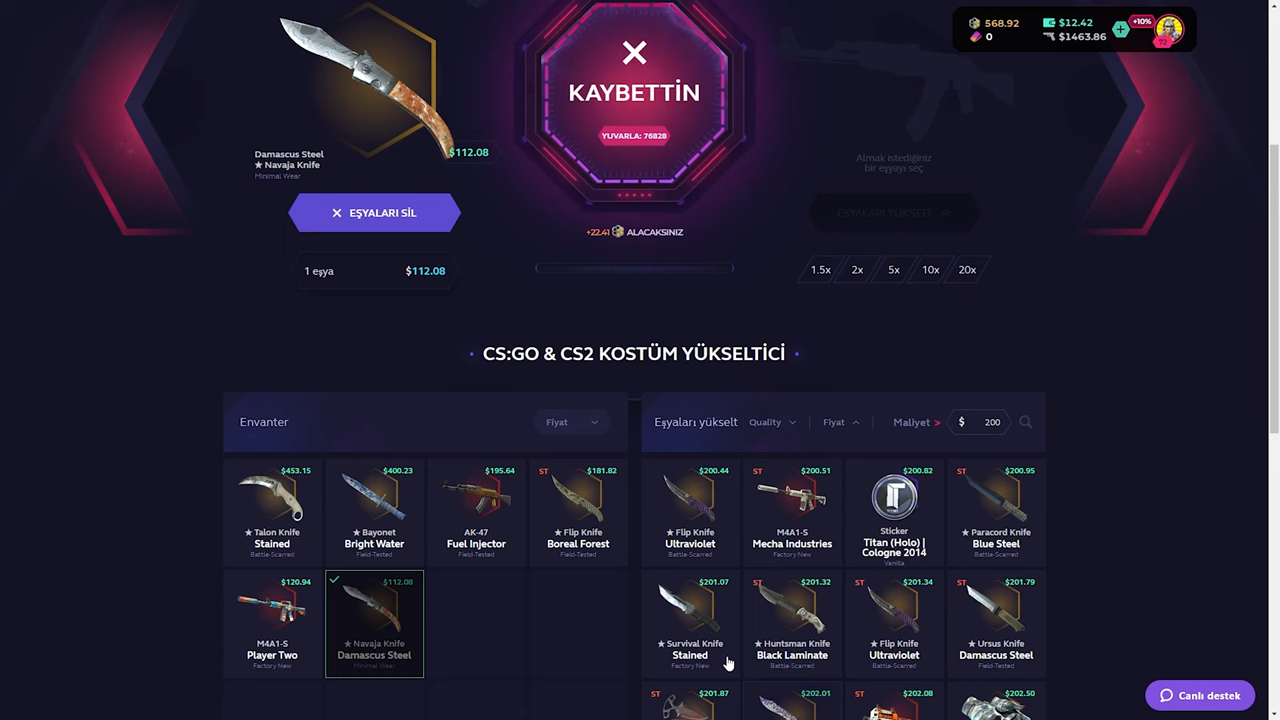 568.92
0
$12.42
$1463.86
+10%
72
KAYBETTİN
YUVARLA: 76828
Damascus Steel
★ Navaja Knife
Minimal Wear
$112.08
Almak istediğiniz
bir eşyayı seç
EŞYALARI SİL
EŞYALARI YÜKSELT
+22.41 ALACAKSINIZ
1 eşya $112.08
1.5x 2x 5x 10x 20x
CS:GO & CS2 KOSTÜM YÜKSELTİCİ
Envanter
Fiyat
Eşyaları yükselt Quality Fiyat Maliyet > $ 200
$453.15
★ Talon Knife
Stained
Battle-Scarred
$400.23
★ Bayonet
Bright Water
Field-Tested
$195.64
AK-47
Fuel Injector
Field-Tested
ST $181.82
★ Flip Knife
Boreal Forest
Field-Tested
$120.94
M4A1-S
Player Two
Factory New
$112.08
★ Navaja Knife
Damascus Steel
Minimal Wear
$200.44
★ Flip Knife
Ultraviolet
Battle-Scarred
ST $200.51
M4A1-S
Mecha Industries
Factory New
$200.82
Sticker
Titan (Holo) |
Cologne 2014
Vanilla
ST $200.95
★ Paracord Knife
Blue Steel
Battle-Scarred
$201.07
★ Survival Knife
Stained
Factory New
ST $201.32
★ Huntsman Knife
Black Laminate
Battle-Scarred
ST $201.34
★ Flip Knife
Ultraviolet
Battle-Scarred
ST $201.79
★ Ursus Knife
Damascus Steel
Field-Tested
ST $201.87
$202.01
ST $202.08
$202.50
Canlı destek